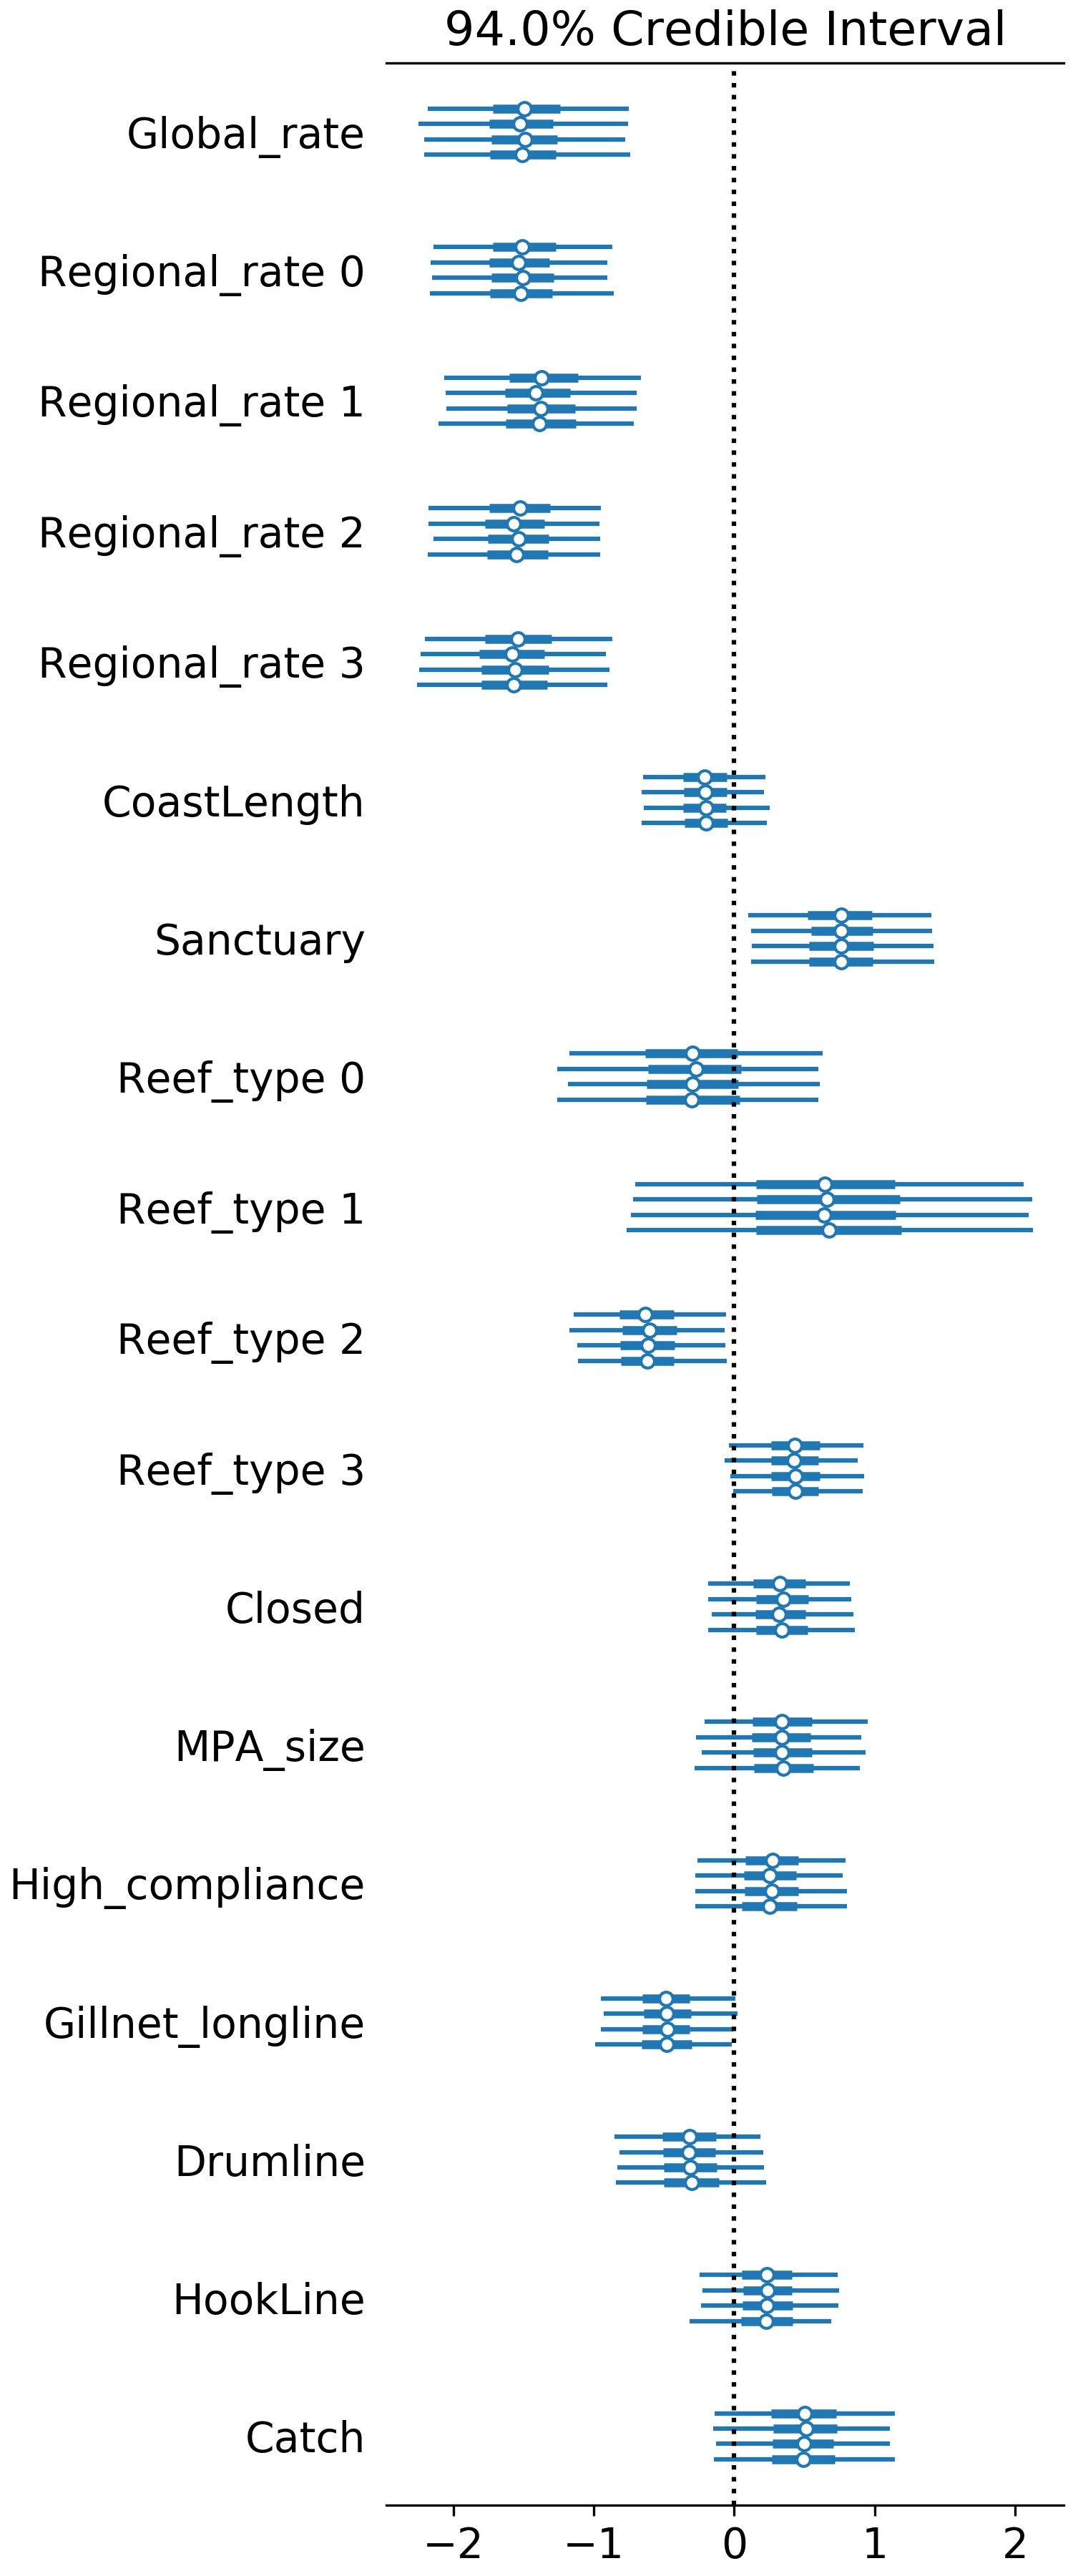 94.0% Credible Interval
Global_rate
Regional_rate 0
Regional_rate 1
Regional_rate 2
Regional_rate 3
CoastLength
Sanctuary
Reef_type 0
Reef_type 1
Reef_type 2
Reef_type 3
Closed
MPA_size
High_compliance
Gillnet_longline
Drumline
HookLine
Catch
−2 −1 0 1 2